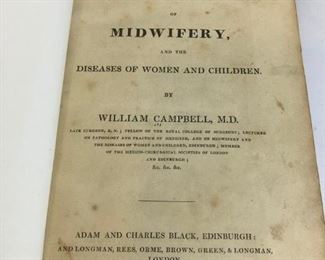 OF
MIDWIFERY,
AND THE
DISEASES OF WOMEN AND CHILDREN.
BY
WILLIAM CAMPBELL, M.D.
LATE SURGEON, R. N.; FELLOW OF THE ROYAL COLLEGE OF SURGEONS; LECTURER
ON PATHOLOGY AND PRACTICE OF MEDICINE, AND ON MIDWIFERY AND
THE DISEASES OF WOMEN AND CHILDREN, EDINBURGH; MEMBER
OF THE MEDICO-CHIRURGICAL SOCIETIES OF LONDON
AND EDINBURGH;
&c. &c. &c.
ADAM AND CHARLES BLACK, EDINBURGH;
AND LONGMAN, REES, ORME, BROWN, GREEN, & LONGMAN,
LONDON